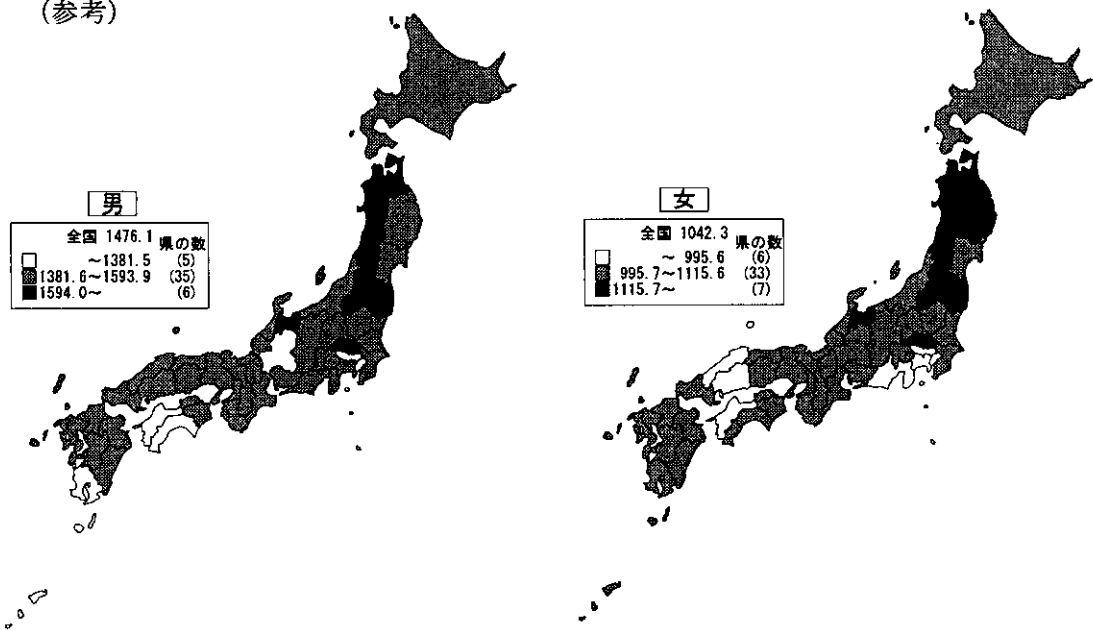 (参考)
男
全国 1476.1 県の数
～1381.5 (5)
1381.6～1593.9 (35)
1594.0～ (6)
女
全国 1042.3 県の数
～ 995.6 (6)
995.7～1115.6 (33)
1115.7～ (7)